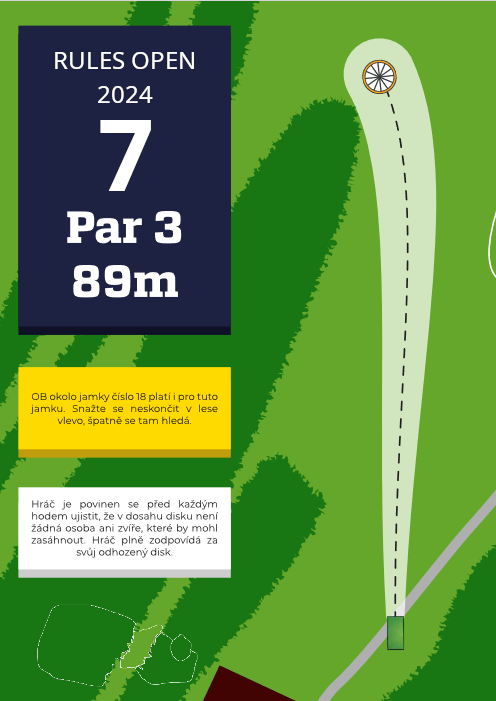 RULES OPEN
2024
7
Par 3
89m
OB okolo jamky číslo 18 platí i pro tuto
jamku. Snažte se neskončit v lese
vlevo, špatně se tam hledá.
Hráč je povinen se před každým
hodem ujistit, že v dosahu disku není
žádná osoba ani zvíře, které by mohl
zasáhnout. Hráč plně zodpovídá za
svůj odhozený disk.